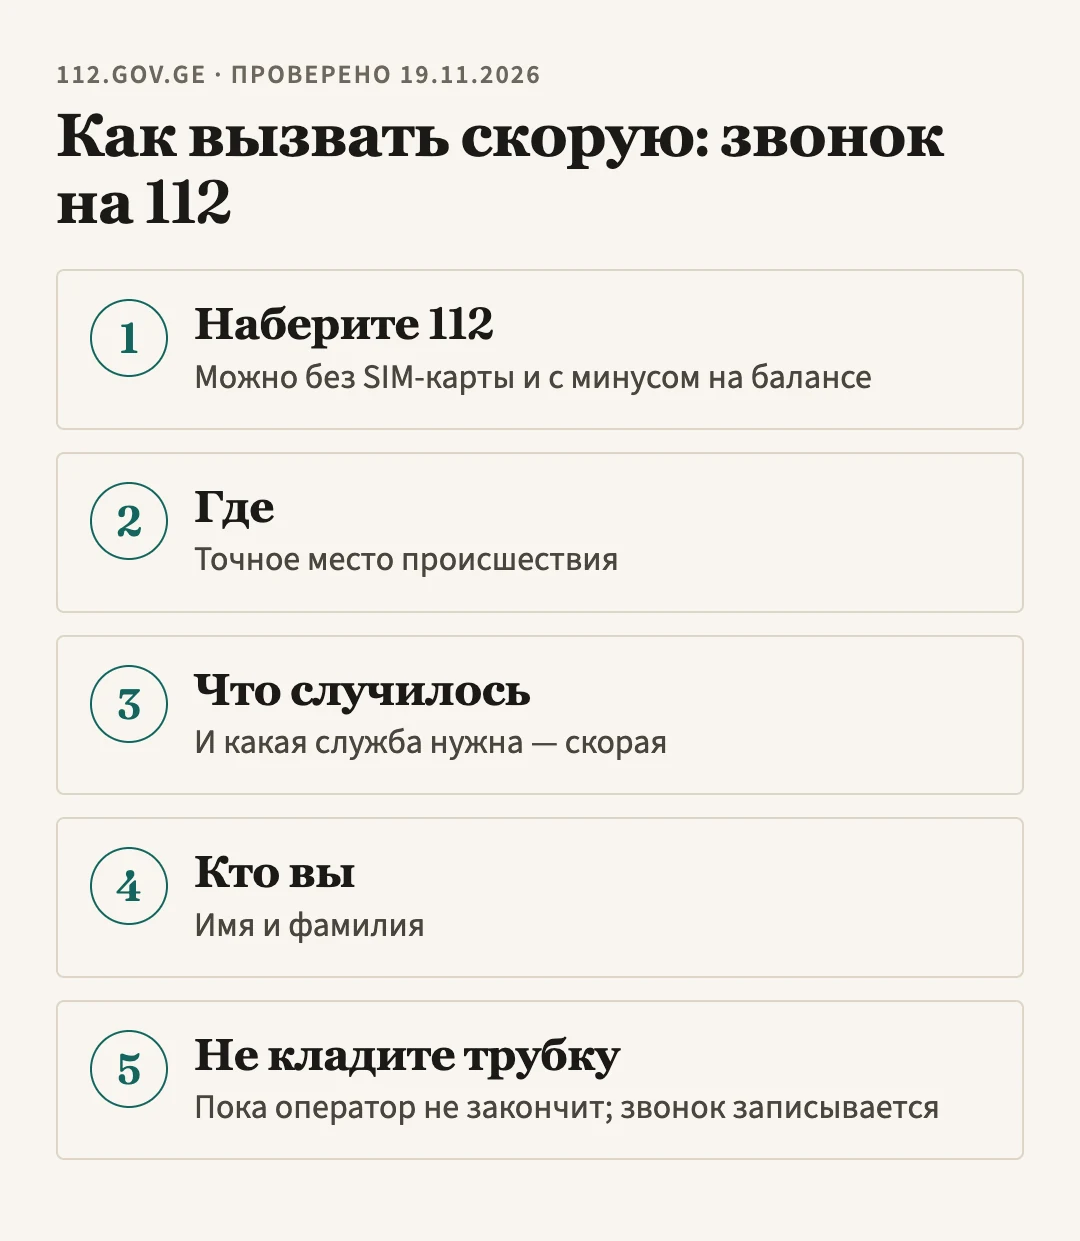 112.GOV.GE · ПРОВЕРЕНО 19.11.2026
Как вызвать скорую: звонок
на 112
1
Наберите 112
Можно без SIM-карты и с минусом на балансе
2
Где
Точное место происшествия
3
Что случилось
И какая служба нужна — скорая
4
Кто вы
Имя и фамилия
5
Не кладите трубку
Пока оператор не закончит; звонок записывается